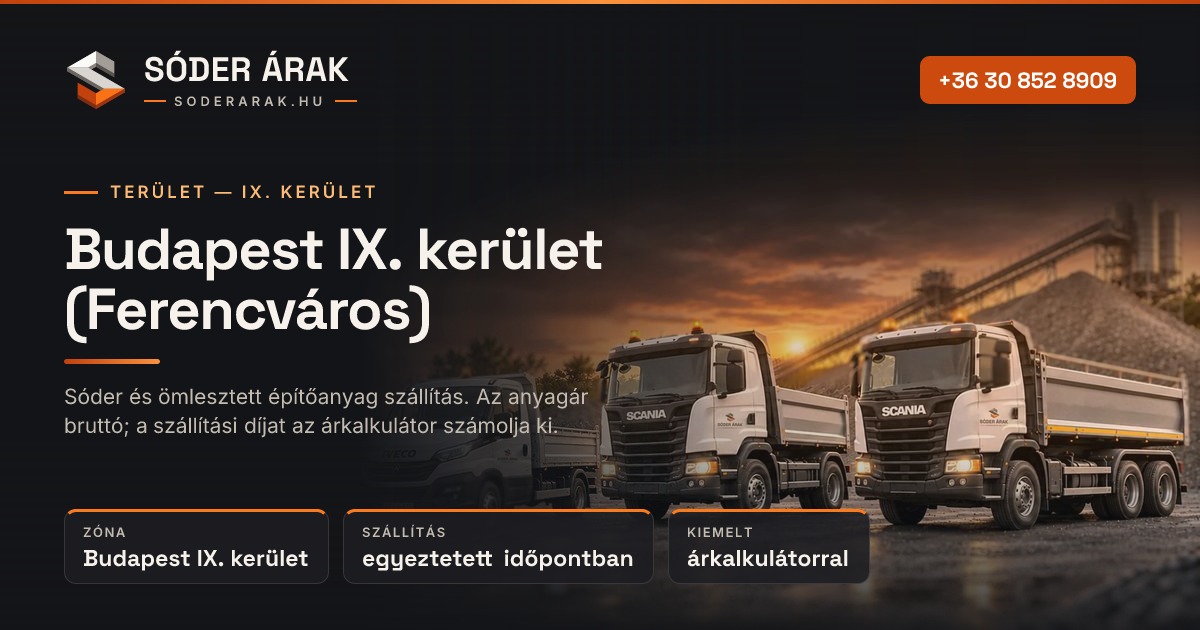 SÓDER ÁRAK
SODERARAK.HU
+36 30 852 8909
TERÜLET — IX. KERÜLET
Budapest IX. kerület
(Ferencváros)
Sóder és ömlesztett építőanyag szállítás. Az anyagár
bruttó; a szállítási díjat az árkalkulátor számolja ki.
IVECO
SCANIA
SÓDER ÁRAK
SCANIA
SÓDER ÁRAK
ZÓNA
Budapest IX. kerület
SZÁLLÍTÁS
egyeztetett időpontban
KIEMELT
árkalkulátorral